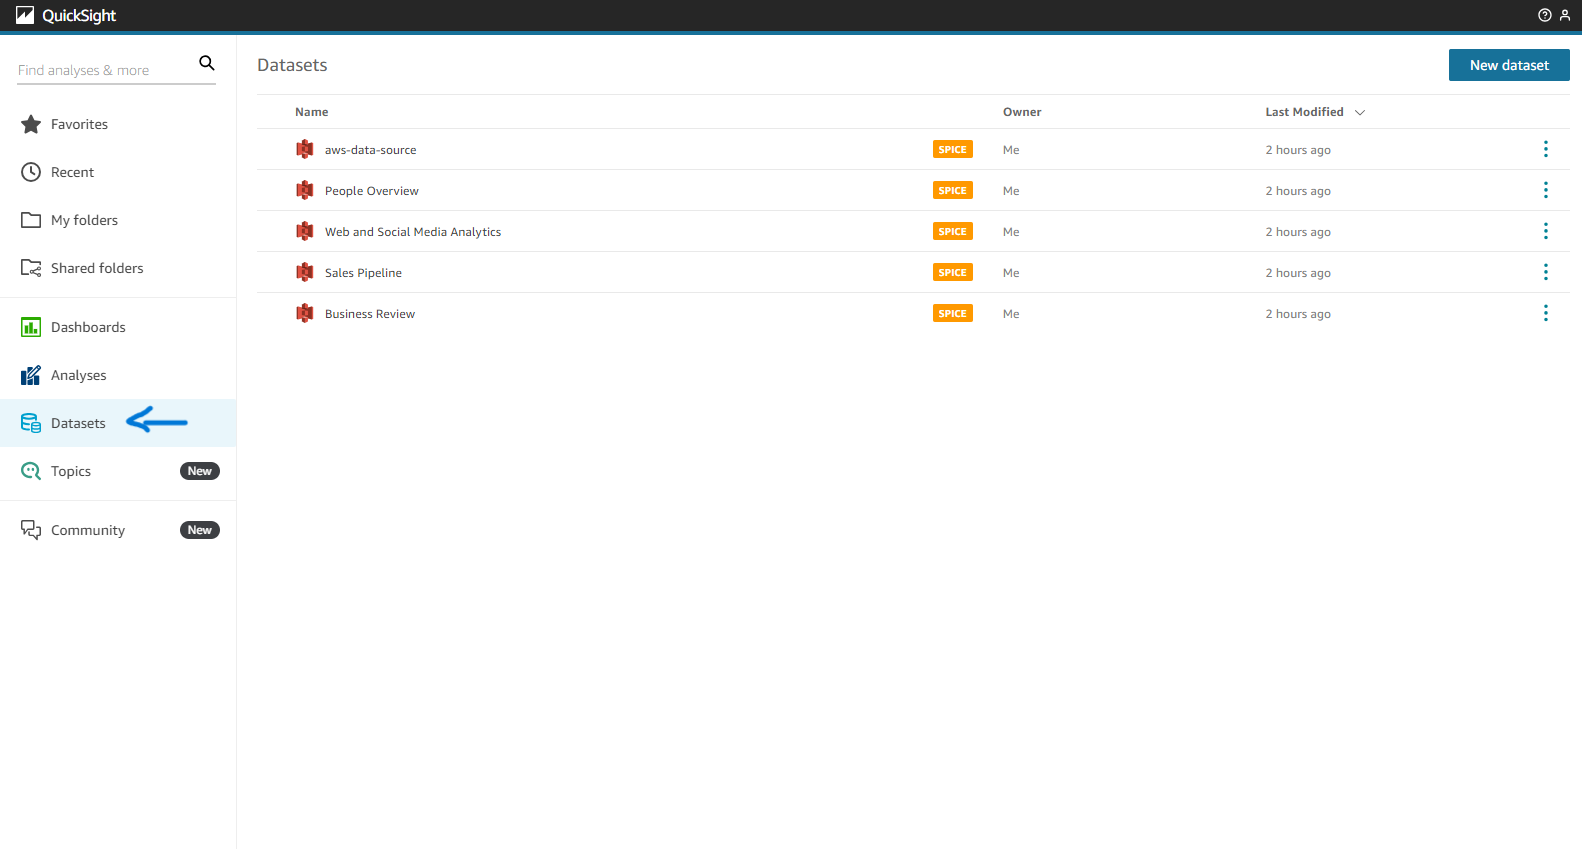 QuickSight
Find analyses & more
Favorites
Recent
My folders
Shared folders
Dashboards
Analyses
Datasets
Topics New
Community New
Datasets
New dataset
Name Owner Last Modified
aws-data-source SPICE Me 2 hours ago
People Overview SPICE Me 2 hours ago
Web and Social Media Analytics SPICE Me 2 hours ago
Sales Pipeline SPICE Me 2 hours ago
Business Review SPICE Me 2 hours ago